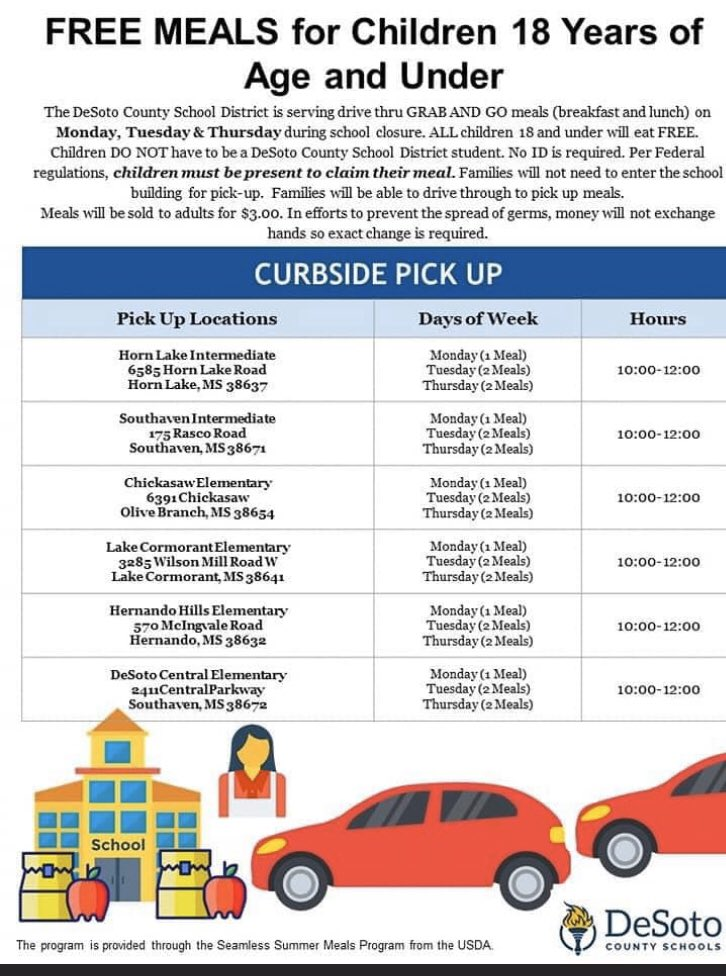 FREE MEALS for Children 18 Years of
Age and Under
The DeSoto County School District is serving drive thru GRAB AND GO meals (breakfast and lunch) on
Monday, Tuesday & Thursday during school closure. ALL children 18 and under will eat FREE.
Children DO NOT have to be a DeSoto County School District student. No ID is required. Per Federal
regulations, children must be present to claim their meal. Families will not need to enter the school
building for pick-up. Families will be able to drive through to pick up meals.
Meals will be sold to adults for $3.00. In efforts to prevent the spread of germs, money will not exchange
hands so exact change is required.
CURBSIDE PICK UP
Pick Up Locations Days of Week Hours
Horn Lake Intermediate
6585 Horn Lake Road
Horn Lake, MS 38637
Monday (1 Meal)
Tuesday (2 Meals)
Thursday (2 Meals)
10:00-12:00
Southaven Intermediate
175 Rasco Road
Southaven, MS 38671
Monday (1 Meal)
Tuesday (2 Meals)
Thursday (2 Meals)
10:00-12:00
Chickasaw Elementary
6391 Chickasaw
Olive Branch, MS 38654
Monday (1 Meal)
Tuesday (2 Meals)
Thursday (2 Meals)
10:00-12:00
Lake Cormorant Elementary
3285 Wilson Mill Road W
Lake Cormorant, MS 38641
Monday (1 Meal)
Tuesday (2 Meals)
Thursday (2 Meals)
10:00-12:00
Hernando Hills Elementary
570 McIngvale Road
Hernando, MS 38632
Monday (1 Meal)
Tuesday (2 Meals)
Thursday (2 Meals)
10:00-12:00
DeSoto Central Elementary
2411 Central Parkway
Southaven, MS 38672
Monday (1 Meal)
Tuesday (2 Meals)
Thursday (2 Meals)
10:00-12:00
School
The program is provided through the Seamless Summer Meals Program from the USDA.
DeSoto
COUNTY SCHOOLS